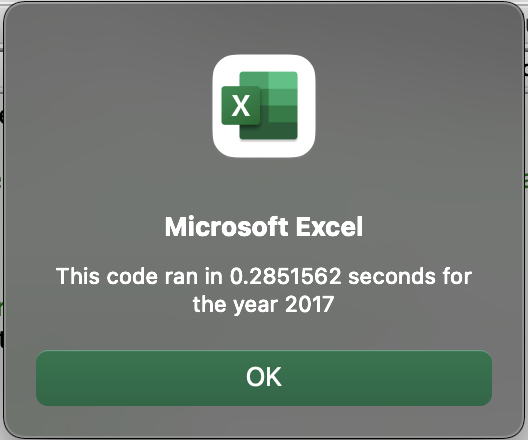 X
Microsoft Excel
This code ran in 0.2851562 seconds for
the year 2017
OK